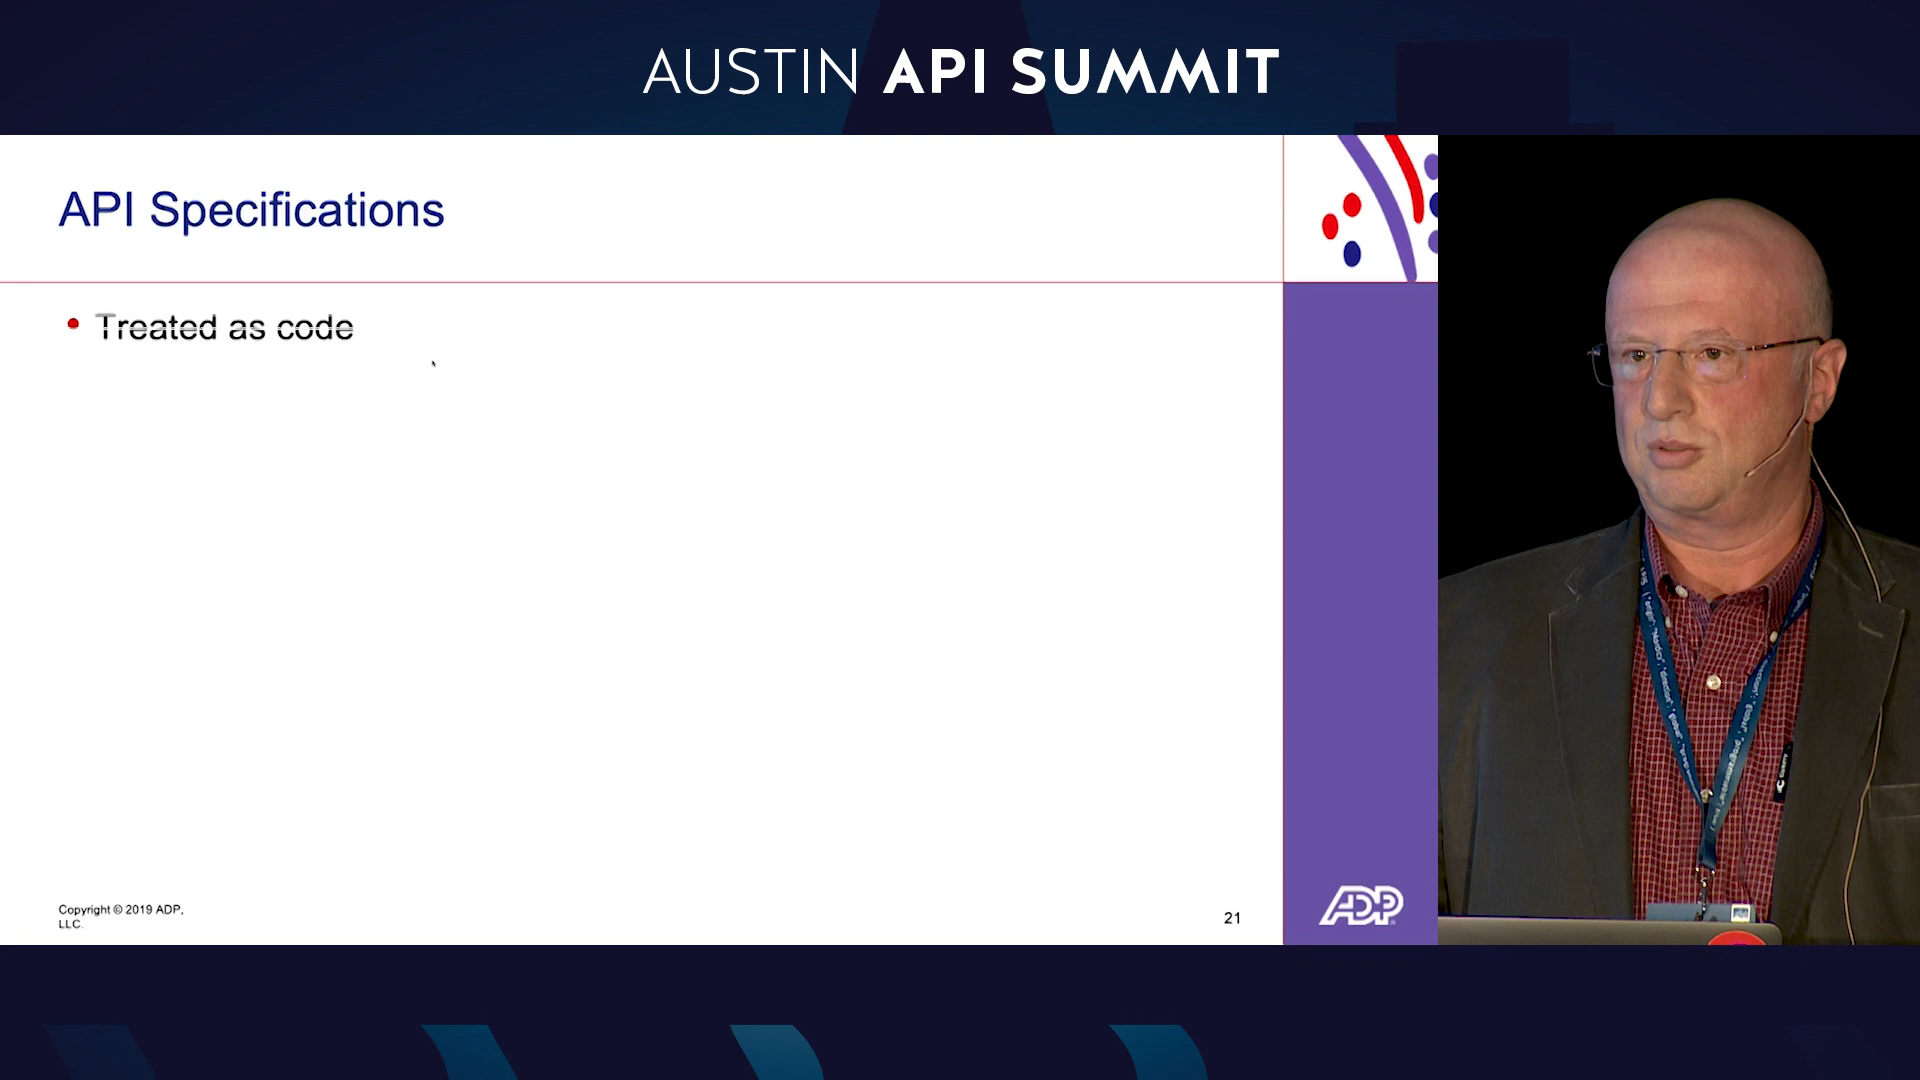 AUSTIN API SUMMIT
API Specifications
• Treated as code
Copyright © 2019 ADP,
LLC.
21
ADP